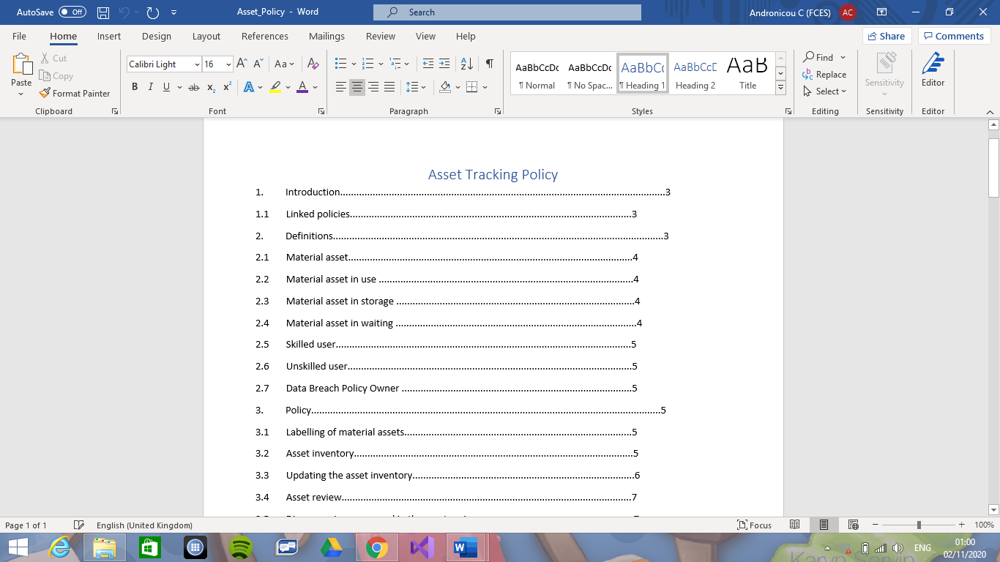 AutoSave Off Asset_Policy - Word Search Andronicou C (FCES) AC
File Home Insert Design Layout References Mailings Review View Help Share Comments
Paste Cut Copy Format Painter
Calibri Light 16 Aa
B I U ab x2 x2 A A
AaBbCcDc AaBbCcDc AaBbCc AaBbCcD AaB
¶ Normal ¶ No Spac... ¶ Heading 1 Heading 2 Title
Find Replace Select
Sensitivity Editor
Clipboard Font Paragraph Styles Editing Sensitivity Editor
Asset Tracking Policy
1. Introduction...3
1.1 Linked policies...3
2. Definitions...3
2.1 Material asset...4
2.2 Material asset in use ...4
2.3 Material asset in storage ...4
2.4 Material asset in waiting ...4
2.5 Skilled user...5
2.6 Unskilled user...5
2.7 Data Breach Policy Owner ...5
3. Policy...5
3.1 Labelling of material assets...5
3.2 Asset inventory...5
3.3 Updating the asset inventory...6
3.4 Asset review...7
Page 1 of 1 English (United Kingdom) Focus 100%
ENG 01:00
02/11/2020